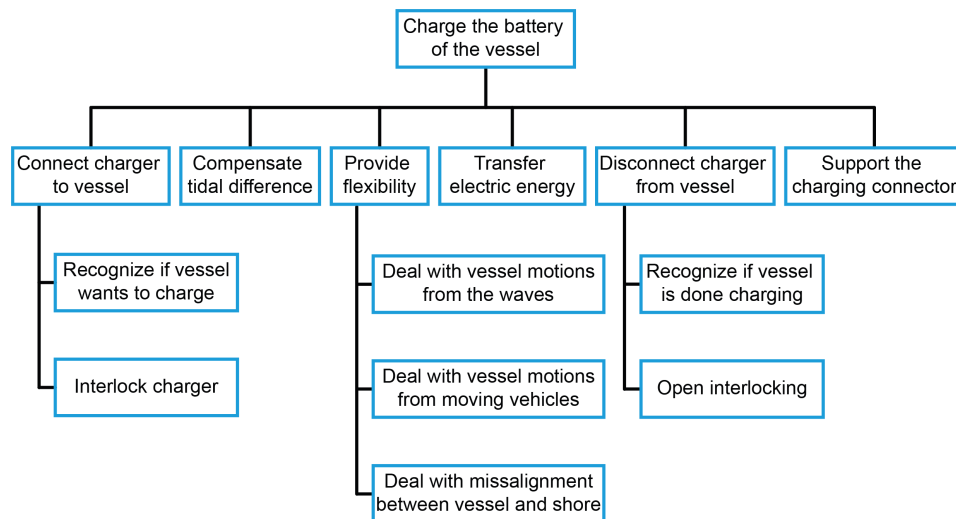 Charge the battery
of the vessel
Connect charger
to vessel
Compensate
tidal difference
Provide
flexibility
Transfer
electric energy
Disconnect charger
from vessel
Support the
charging connector
Recognize if vessel
wants to charge
Deal with vessel motions
from the waves
Recognize if vessel
is done charging
Interlock charger
Deal with vessel motions
from moving vehicles
Open interlocking
Deal with missalignment
between vessel and shore